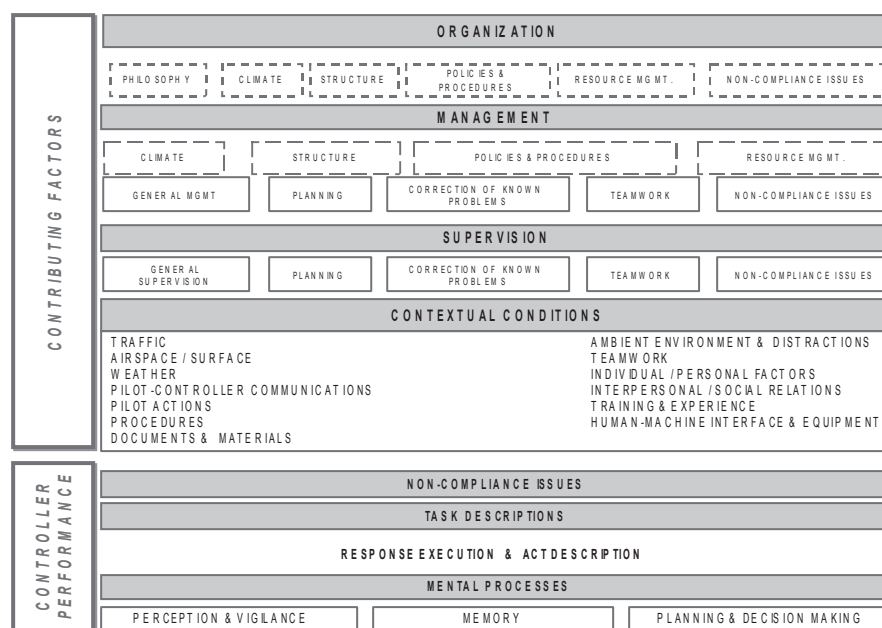 ORGANIZATION
PHILOSOPHY CLIMATE STRUCTURE POLICIES & PROCEDURES RESOURCE MGMT. NON-COMPLIANCE ISSUES
MANAGEMENT
CLIMATE STRUCTURE POLICIES & PROCEDURES RESOURCE MGMT.
GENERAL MGMT PLANNING CORRECTION OF KNOWN PROBLEMS TEAMWORK NON-COMPLIANCE ISSUES
SUPERVISION
GENERAL SUPERVISION PLANNING CORRECTION OF KNOWN PROBLEMS TEAMWORK NON-COMPLIANCE ISSUES
CONTRIBUTING FACTORS
CONTEXTUAL CONDITIONS
TRAFFIC
AIRSPACE / SURFACE
WEATHER
PILOT-CONTROLLER COMMUNICATIONS
PILOT ACTIONS
PROCEDURES
DOCUMENTS & MATERIALS
AMBIENT ENVIRONMENT & DISTRACTIONS
TEAMWORK
INDIVIDUAL / PERSONAL FACTORS
INTERPERSONAL / SOCIAL RELATIONS
TRAINING & EXPERIENCE
HUMAN-MACHINE INTERFACE & EQUIPMENT
CONTROLLER
PERFORMANCE
NON-COMPLIANCE ISSUES
TASK DESCRIPTIONS
RESPONSE EXECUTION & ACT DESCRIPTION
MENTAL PROCESSES
PERCEPTION & VIGILANCE MEMORY PLANNING & DECISION MAKING